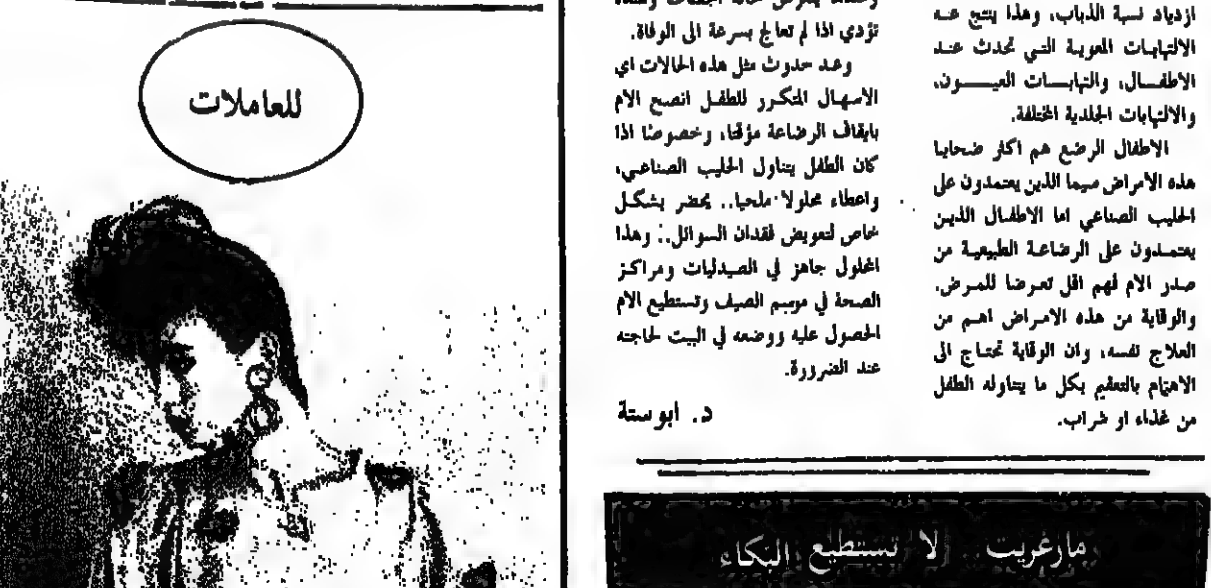 ازدياد نسبة الذباب، وهذا ينتج عنه
الالتهابات المعوية التي تحدث عند
الاطفال، والتهابات العيون،
والالتهابات الجلدية المختلفة.
الاطفال الرضع هم اكثر ضحايا
هذه الامراض سيما الذين يعتمدون على
الحليب الصناعي اما الاطفال الذين
يعتمدون على الرضاعة الطبيعية من
صدر الام فهم اقل تعرضا للمرض.
والوقاية من هذه الامراض اهم من
العلاج نفسه، وان الوقاية تحتاج الى
الاهتمام بالتعقيم بكل ما يتناوله الطفل
من غذاء او شراب.
تؤدي اذا لم تعالج بسرعة الى الوفاة.
وعند حدوث مثل هذه الحالات اي
الاسهال المتكرر للطفل انصح الام
بايقاف الرضاعة مؤقتا، وخصوصا اذا
كان الطفل يتناول الحليب الصناعي،
واعطاء محلولا ملحيا.. يحضر بشكل
خاص لتعويض فقدان السوائل.. وهذا
المحلول جاهز في الصيدليات ومراكز
الصحة في موسم الصيف وتستطيع الام
الحصول عليه ووضعه في البيت لحاجته
عند الضرورة.
د. ابو ستة
للعاملات
مارغريت لا تستطيع البكاء